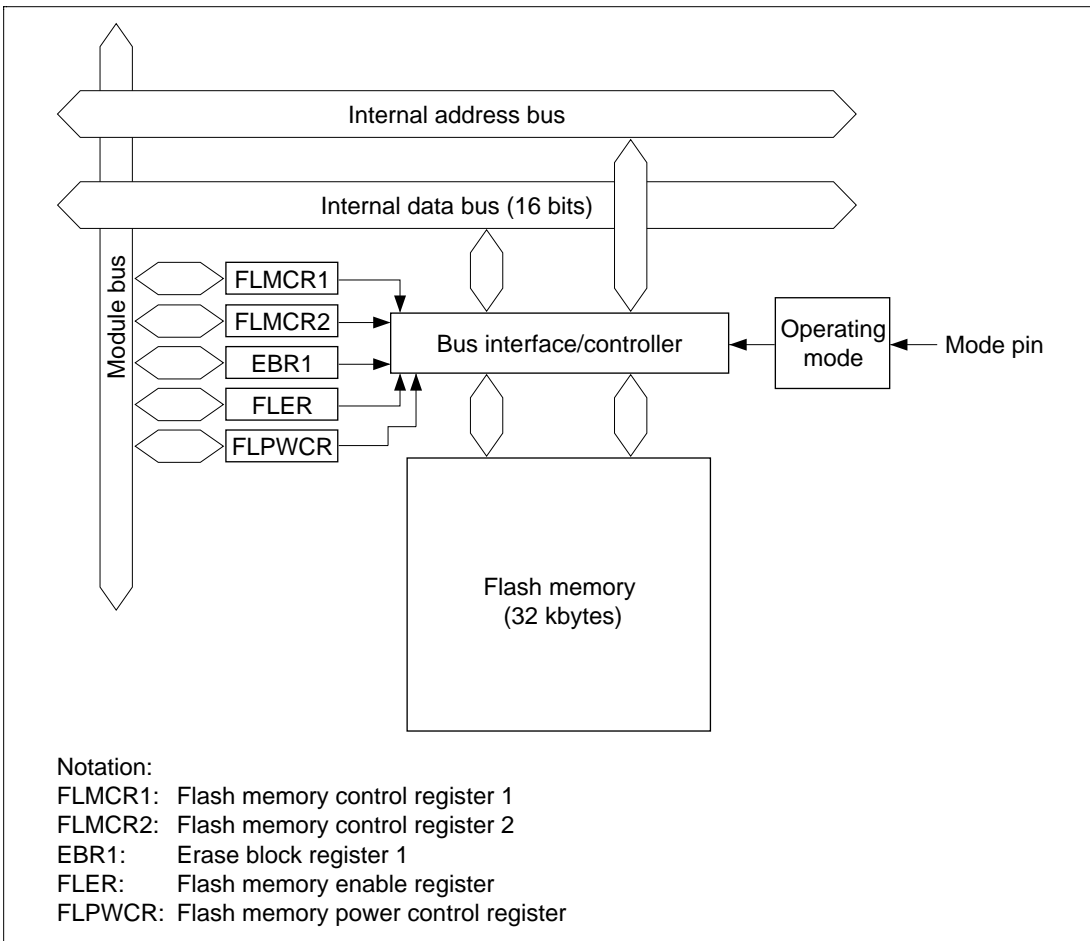 Internal address bus
Internal data bus (16 bits)
Module bus
FLMCR1
FLMCR2
EBR1
FLER
FLPWCR
Bus interface/controller
Operating
mode
Mode pin
Flash memory
(32 kbytes)
Notation:
FLMCR1: Flash memory control register 1
FLMCR2: Flash memory control register 2
EBR1: Erase block register 1
FLER: Flash memory enable register
FLPWCR: Flash memory power control register